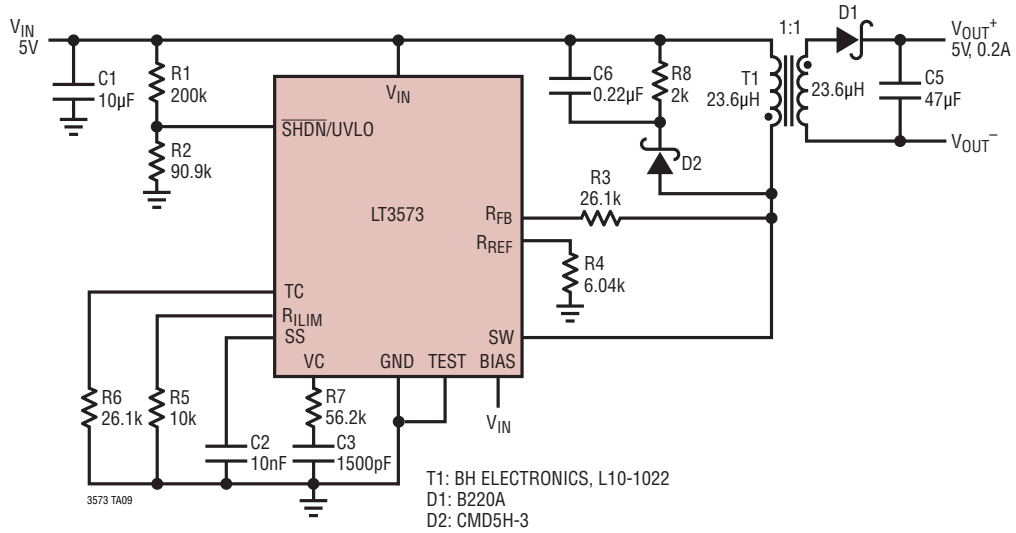 VIN
5V
C1
10µF
R1
200k
R2
90.9k
VIN
SHDN/UVLO
LT3573
RFB
RREF
TC
RILIM
SS
SW
VC
GND
TEST
BIAS
VIN
C6
0.22µF
R8
2k
D2
R3
26.1k
R4
6.04k
1:1
T1
23.6µH
23.6µH
D1
VOUT+
5V, 0.2A
C5
47µF
VOUT–
R6
26.1k
R5
10k
C2
10nF
R7
56.2k
C3
1500pF
3573 TA09
T1: BH ELECTRONICS, L10-1022
D1: B220A
D2: CMD5H-3